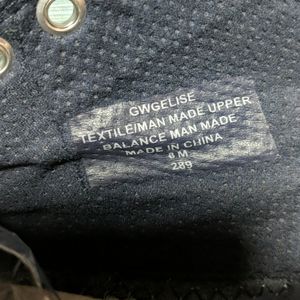 GWGELISE
TEXTILE/MAN MADE UPPER
BALANCE MAN MADE
MADE IN CHINA
6 M
289